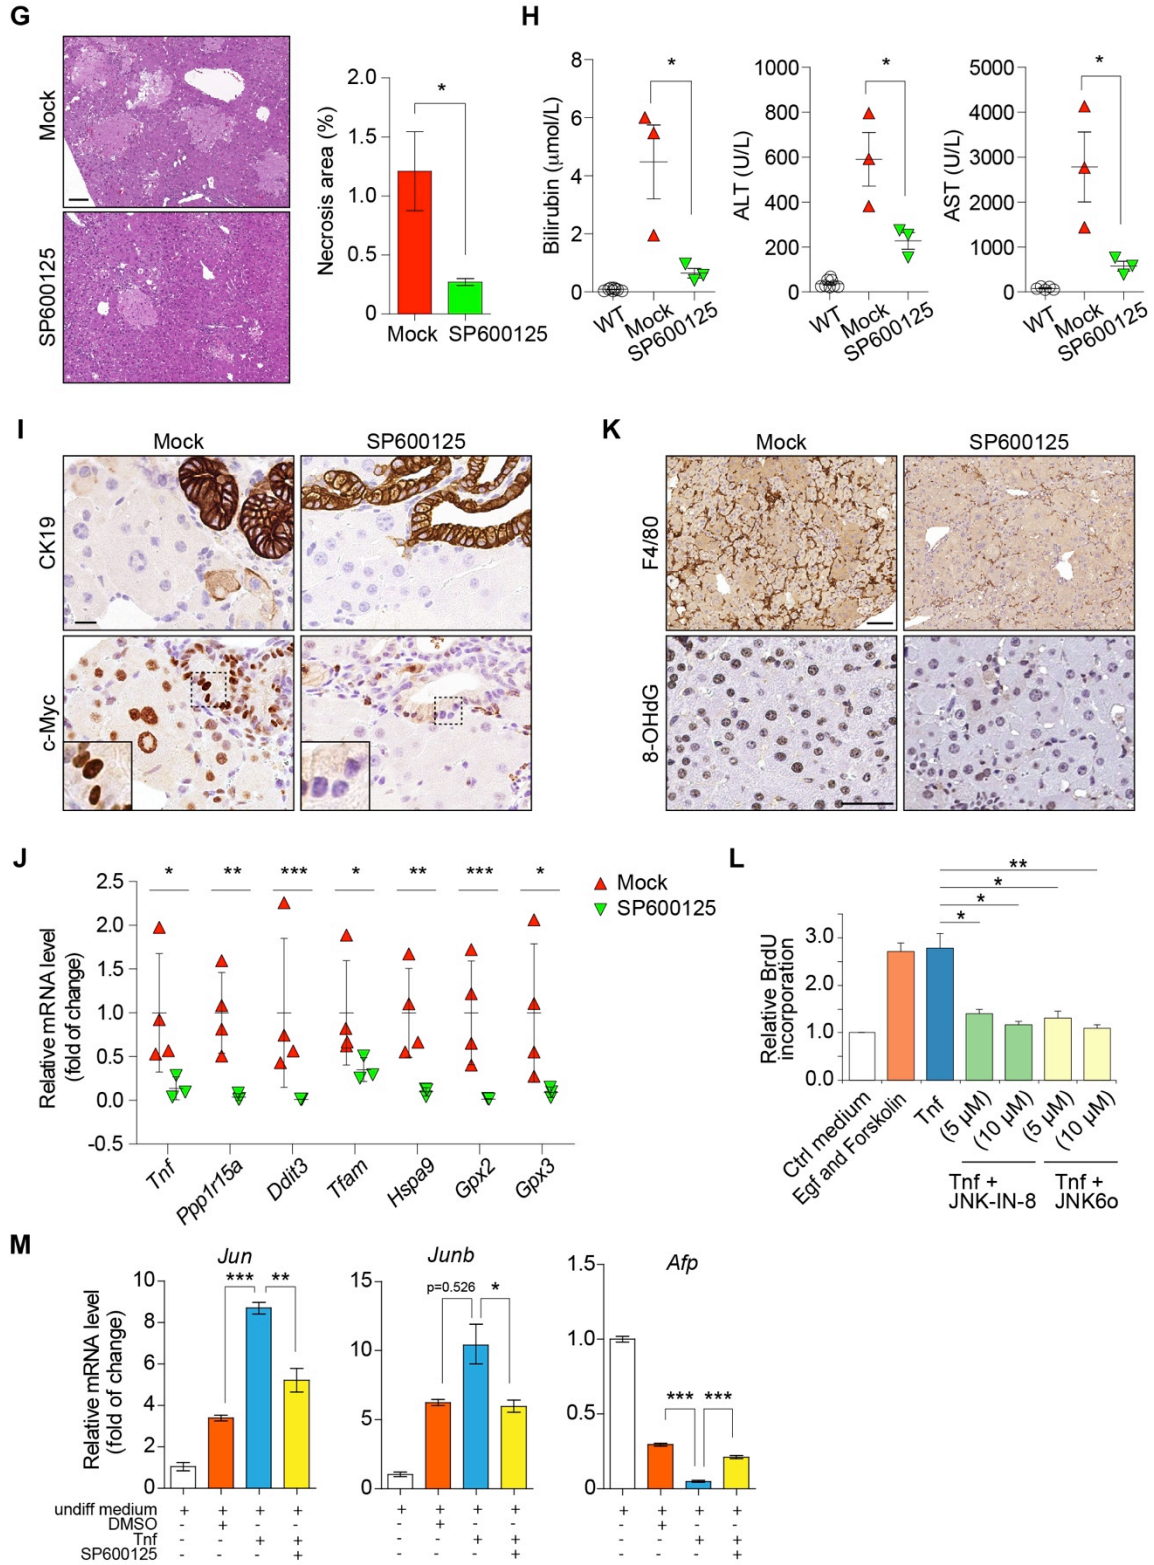 G
Mock
SP600125
Necrosis area (%)
2.0
1.5
1.0
0.5
0
*
Mock SP600125
H
Bilirubin (μmol/L)
8
6
4
2
0
*
WT
Mock
SP600125
ALT (U/L)
1000
800
600
400
200
0
*
WT
Mock
SP600125
AST (U/L)
5000
4000
3000
2000
1000
0
*
WT
Mock
SP600125
I
Mock SP600125
CK19
c-Myc
K
Mock SP600125
F4/80
8-OHdG
J
Relative mRNA level
(fold of change)
2.5
2.0
1.5
1.0
0.5
0.0
-0.5
* ** *** * ** *** *
Tnf
Ppp1r15a
Ddit3
Tfam
Hspa9
Gpx2
Gpx3
Mock
SP600125
L
Relative BrdU
incorporation
3.0
2.0
1.0
0.0
**
*
*
*
Ctrl medium
Egf and Forskolin
Tnf
(5 μM)
(10 μM)
(5 μM)
(10 μM)
Tnf +
JNK-IN-8
Tnf +
JNK6o
M
Relative mRNA level
(fold of change)
Jun
10
8
6
4
2
0
*** **
Junb
15
10
5
0
p=0.526 *
Afp
1.5
1.0
0.5
0
*** ***
undiff medium + + + + + + + + + + + +
DMSO - + - - - + - - - + - -
Tnf - - + + - - + + - - + +
SP600125 - - - + - - - + - - - +